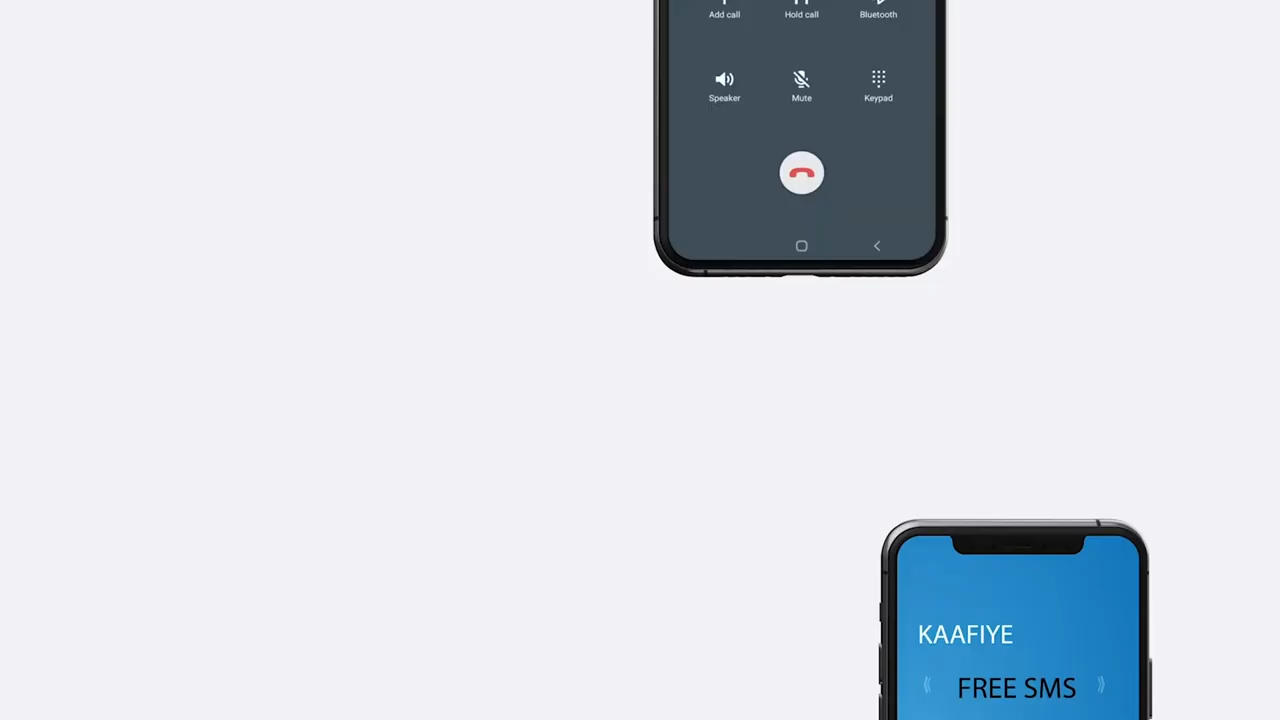 Add call Hold call Bluetooth
Speaker Mute Keypad
KAAFIYE
FREE SMS